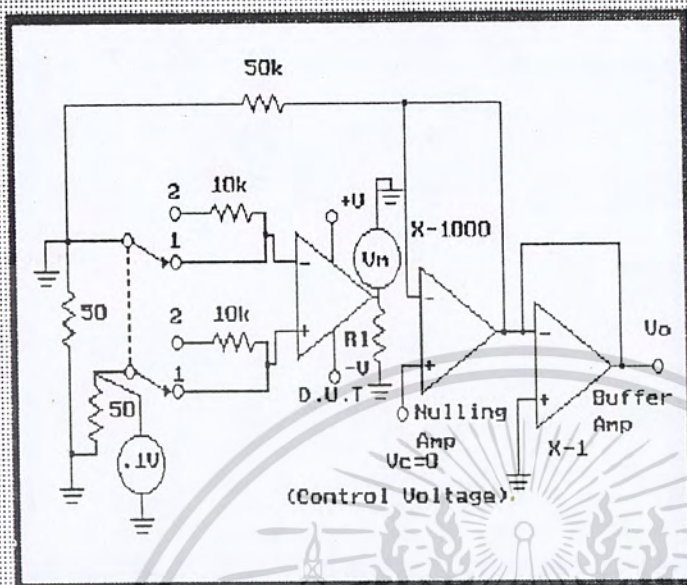 50k
2
10k
+V
X-1000
1
Vm
50
10k
2
Rl
-V
1
D.U.T
50
Nulling
Amp
Vc=0
.1V
(Control Voltage).
Vo
Buffer
Amp
X-1